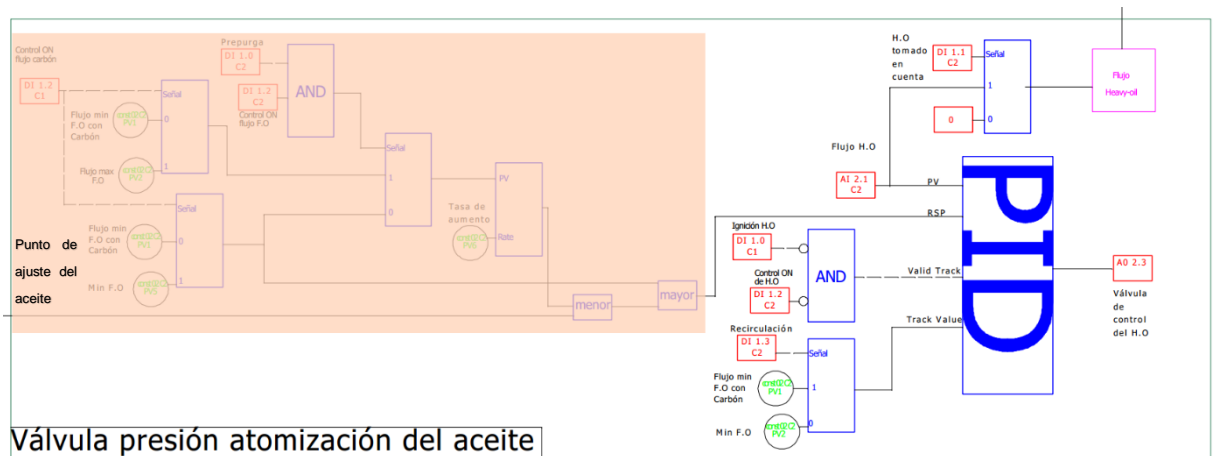 Control ON
flujo carbón
DI 1.2
C1
Flujo min
F.O con
Carbón
PV1
Flujo max
F.O
PV2
Señal
0
1
Prepurga
DI 1.0
C2
DI 1.2
C2
Control ON
flujo F.O
AND
Señal
1
0
Flujo min
F.O con
Carbón
PV1
Min F.O
Señal
0
1
Tasa de
aumento
PV
Rate
menor
mayor
Punto de
ajuste del
aceite
H.O
tomado
en
cuenta
DI 1.1
C2
Señal
1
0
0
Flujo
Heavy-oil
Flujo H.O
AI 2.1
C2
PV
RSP
Ignición H.O
DI 1.0
C1
Control ON
de H.O
DI 1.2
C2
AND
Valid Track
Track Value
PID
AO 2.3
Válvula
de
control
del H.O
Recirculación
DI 1.3
C2
Señal
1
0
Flujo min
F.O con
Carbón
PV1
Min F.O
PV2
Válvula presión atomización del aceite